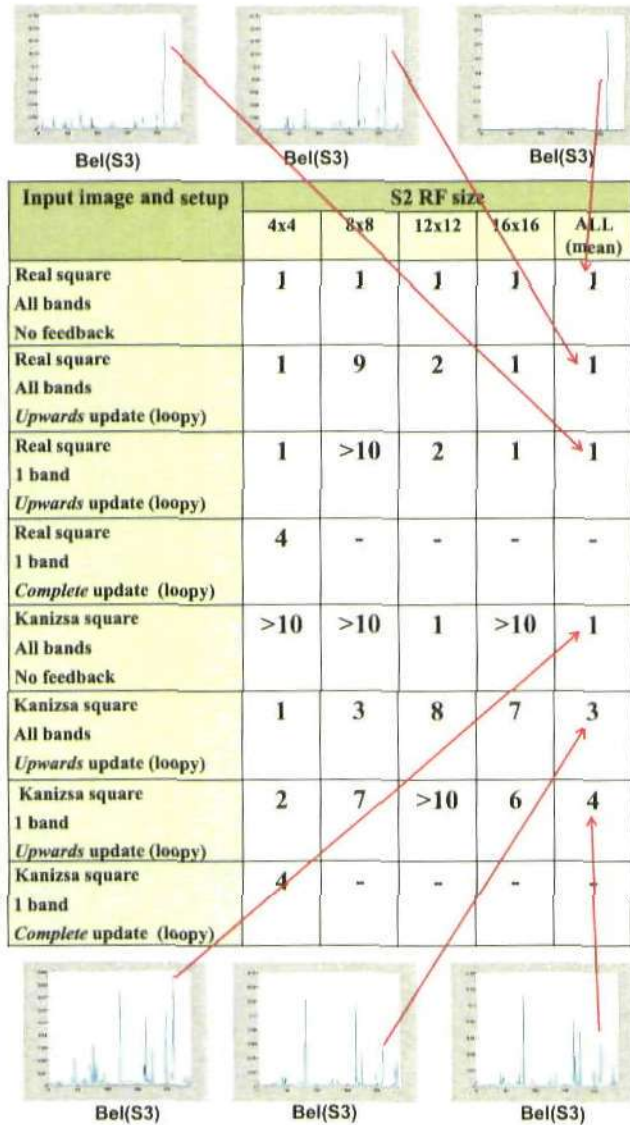 Bel(S3) Bel(S3) Bel(S3)
Input image and setup S2 RF size
4x4 8x8 12x12 16x16 ALL (mean)
Real square
All bands
No feedback
1 1 1 1 1
Real square
All bands
Upwards update (loopy)
1 9 2 1 1
Real square
1 band
Upwards update (loopy)
1 >10 2 1 1
Real square
1 band
Complete update (loopy)
4 - - - -
Kanizsa square
All bands
No feedback
>10 >10 1 >10 1
Kanizsa square
All bands
Upwards update (loopy)
1 3 8 7 3
Kanizsa square
1 band
Upwards update (loopy)
2 7 >10 6 4
Kanizsa square
1 band
Complete update (loopy)
4 - - - -
Bel(S3) Bel(S3) Bel(S3)